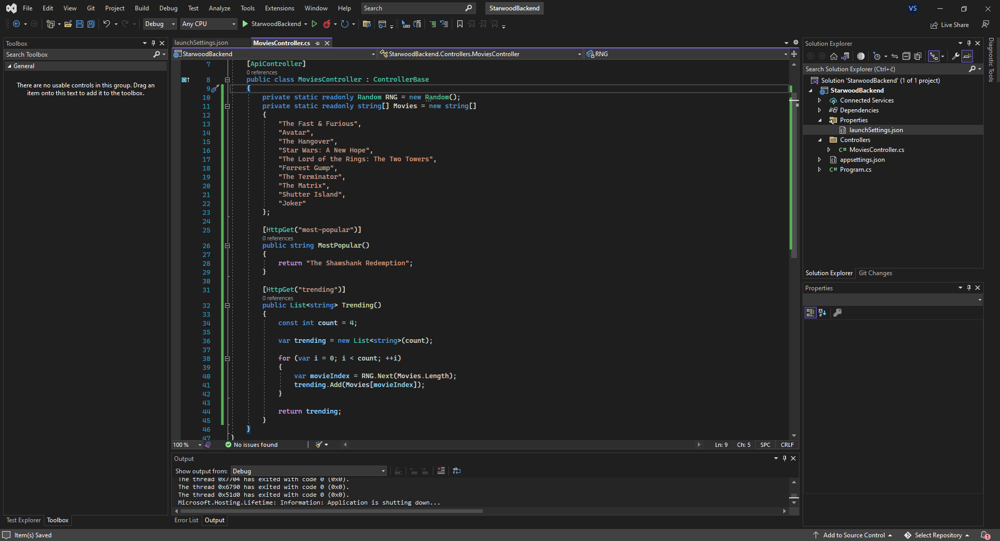 File Edit View Git Project Build Debug Test Analyze Tools Extensions Window Help Search StarwoodBackend VS
Debug Any CPU StarwoodBackend Live Share
Toolbox
Search Toolbox
General
There are no usable controls in this group. Drag an
item onto this text to add it to the toolbox.
Test Explorer Toolbox
launchSettings.json MoviesController.cs
StarwoodBackend StarwoodBackend.Controllers.MoviesController RNG
7 [ApiController]
0 references
8 public class MoviesController : ControllerBase
9 {
10 private static readonly Random RNG = new Random();
11 private static readonly string[] Movies = new string[]
12 {
13 "The Fast & Furious",
14 "Avatar",
15 "The Hangover",
16 "Star Wars: A New Hope",
17 "The Lord of the Rings: The Two Towers",
18 "Forrest Gump",
19 "The Terminator",
20 "The Matrix",
21 "Shutter Island",
22 "Joker"
23 };
24
25 [HttpGet("most-popular")]
0 references
26 public string MostPopular()
27 {
28 return "The Shawshank Redemption";
29 }
30
31 [HttpGet("trending")]
0 references
32 public List<string> Trending()
33 {
34 const int count = 4;
35
36 var trending = new List<string>(count);
37
38 for (var i = 0; i < count; ++i)
39 {
40 var movieIndex = RNG.Next(Movies.Length);
41 trending.Add(Movies[movieIndex]);
42 }
43
44 return trending;
45 }
46 }
47 }
100 % No issues found Ln: 9 Ch: 5 SPC CRLF
Output
Show output from: Debug
The thread 0x7704 has exited with code 0 (0x0).
The thread 0x6790 has exited with code 0 (0x0).
The thread 0x51d0 has exited with code 0 (0x0).
Microsoft.Hosting.Lifetime: Information: Application is shutting down...
Error List Output
Solution Explorer
Search Solution Explorer (Ctrl+č)
Solution 'StarwoodBackend' (1 of 1 project)
StarwoodBackend
Connected Services
Dependencies
Properties
launchSettings.json
Controllers
C# MoviesController.cs
appsettings.json
C# Program.cs
Solution Explorer Git Changes
Properties
Diagnostic Tools
Item(s) Saved Add to Source Control Select Repository 1